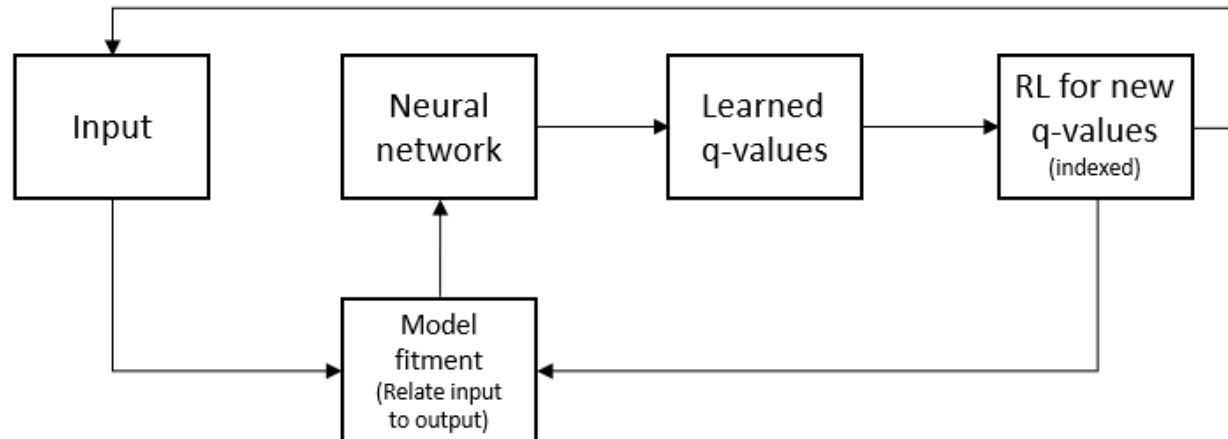 Input
Neural
network
Learned
q-values
RL for new
q-values
(indexed)
Model
fitment
(Relate input
to output)